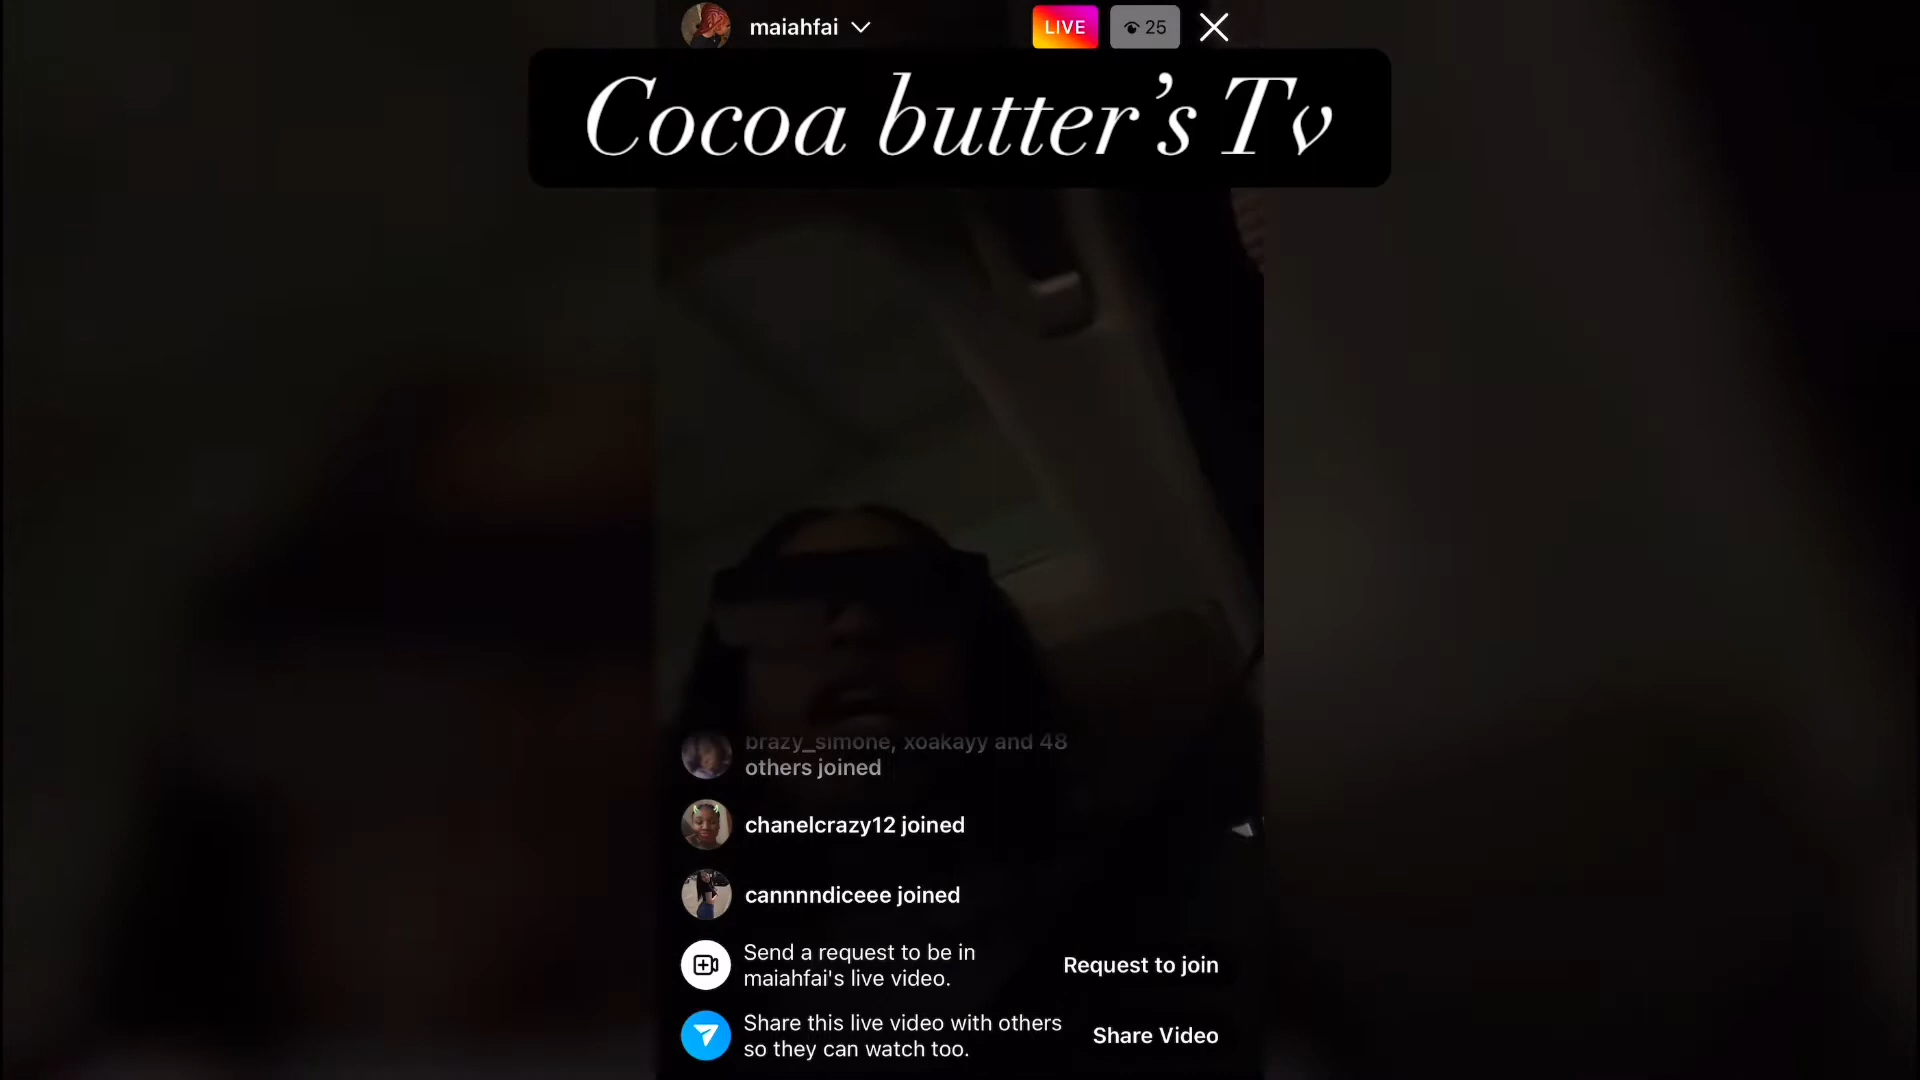 maiahfai
LIVE
25
Cocoa butter’s Tv
brazy_simone, xoakayy and 48
others joined
chanelcrazy12 joined
cannnndiceee joined
Send a request to be in
maiahfai's live video.
Request to join
Share this live video with others
so they can watch too.
Share Video